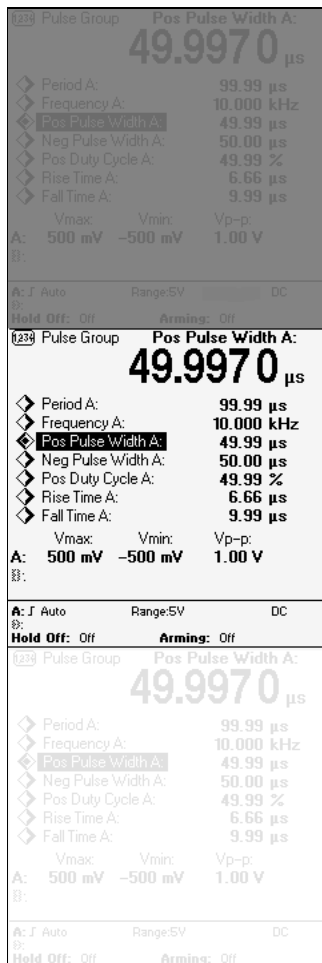 1,234 Pulse Group Pos Pulse Width A:
49.9970 µs
Period A: 99.99 µs
Frequency A: 10.000 kHz
Pos Pulse Width A: 49.99 µs
Neg Pulse Width A: 50.00 µs
Pos Duty Cycle A: 49.99 %
Rise Time A: 6.66 µs
Fall Time A: 9.99 µs
Vmax: Vmin: Vp-p:
A: 500 mV -500 mV 1.00 V
B:
A: ƒ Auto Range:5V DC
B:
Hold Off: Off Arming: Off
1,234 Pulse Group Pos Pulse Width A:
49.9970 µs
Period A: 99.99 µs
Frequency A: 10.000 kHz
Pos Pulse Width A: 49.99 µs
Neg Pulse Width A: 50.00 µs
Pos Duty Cycle A: 49.99 %
Rise Time A: 6.66 µs
Fall Time A: 9.99 µs
Vmax: Vmin: Vp-p:
A: 500 mV -500 mV 1.00 V
B:
A: ƒ Auto Range:5V DC
B:
Hold Off: Off Arming: Off
1,234 Pulse Group Pos Pulse Width A:
49.9970 µs
Period A: 99.99 µs
Frequency A: 10.000 kHz
Pos Pulse Width A: 49.99 µs
Neg Pulse Width A: 50.00 µs
Pos Duty Cycle A: 49.99 %
Rise Time A: 6.66 µs
Fall Time A: 9.99 µs
Vmax: Vmin: Vp-p:
A: 500 mV -500 mV 1.00 V
B:
A: ƒ Auto Range:5V DC
B:
Hold Off: Off Arming: Off